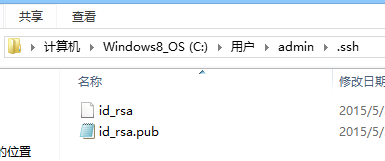 共享 查看
计算机 Windows8_OS (C:) 用户 admin .ssh
名称 修改日期
id_rsa 2015/5/
id_rsa.pub 2015/5/
的位置